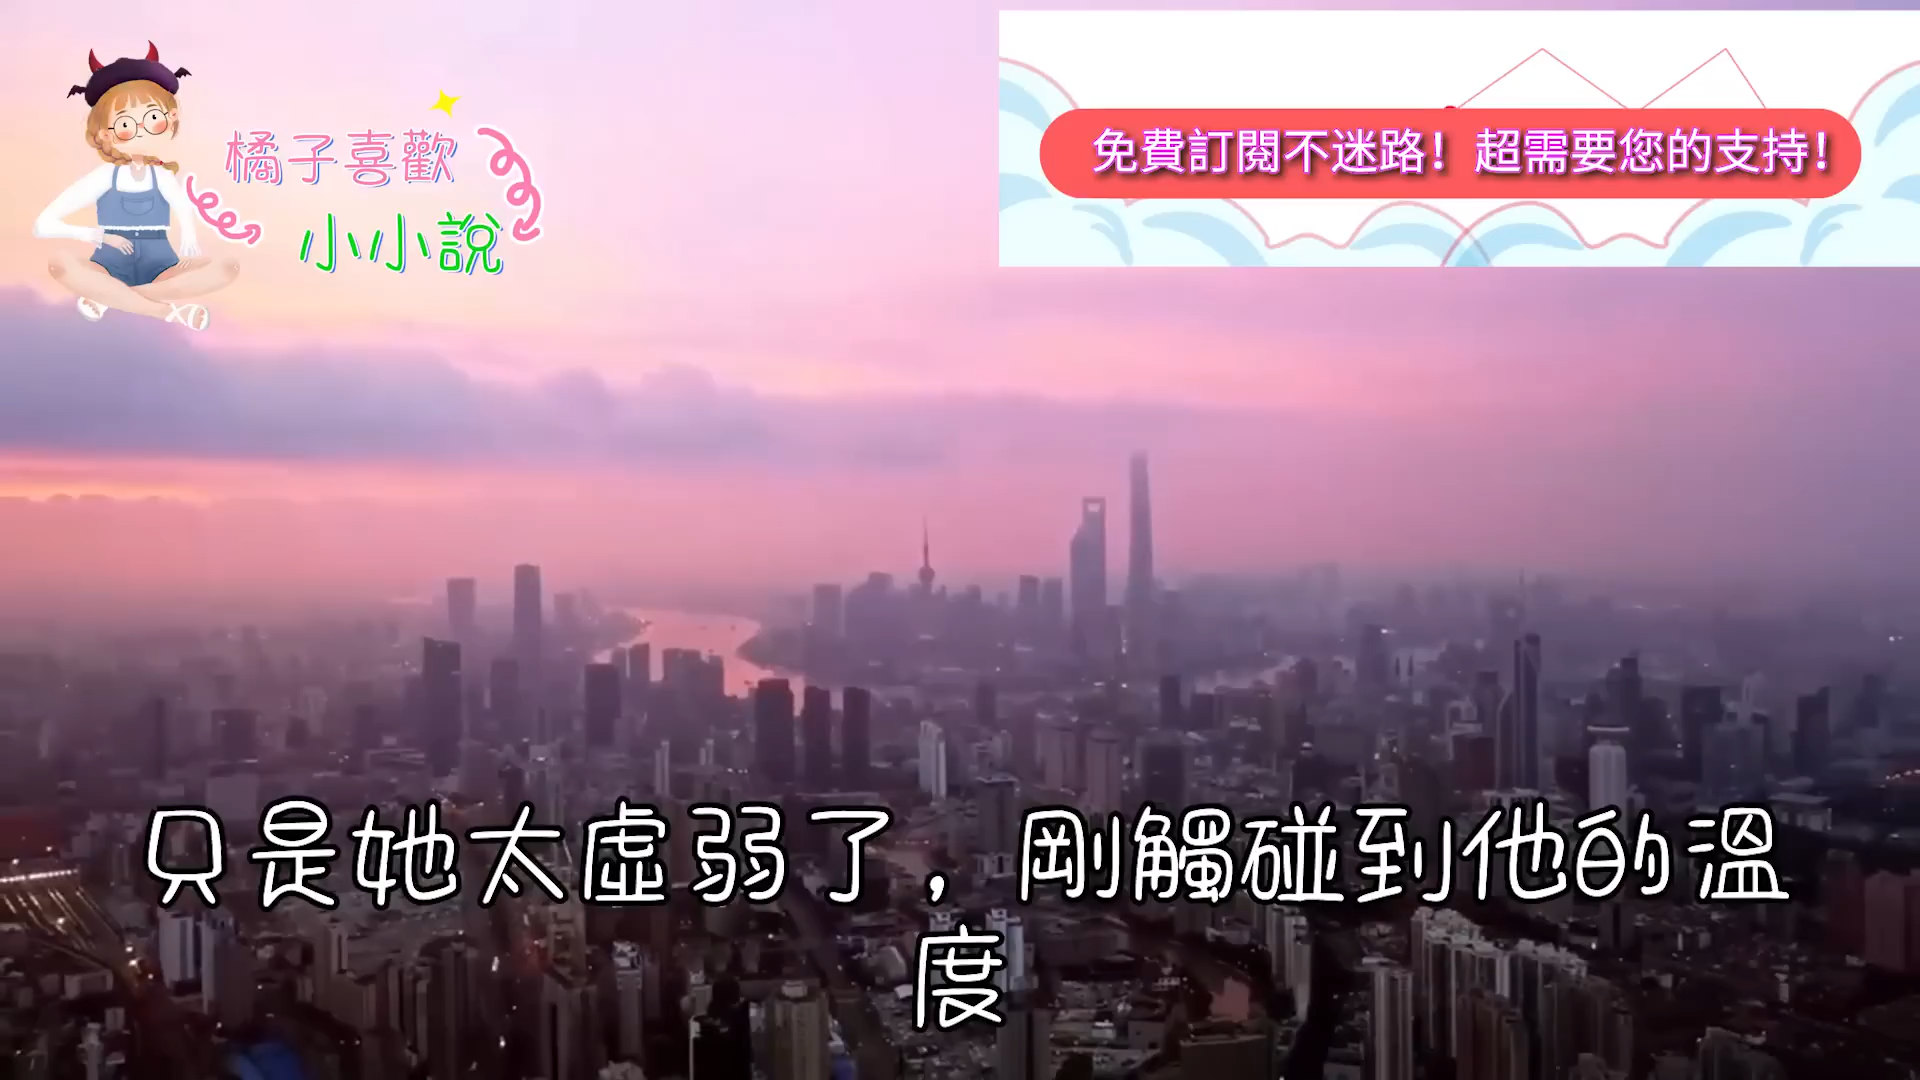 橘子喜歡
小小說
免費訂閱不迷路！超需要您的支持！
只是她太虛弱了，剛觸碰到他的溫
度